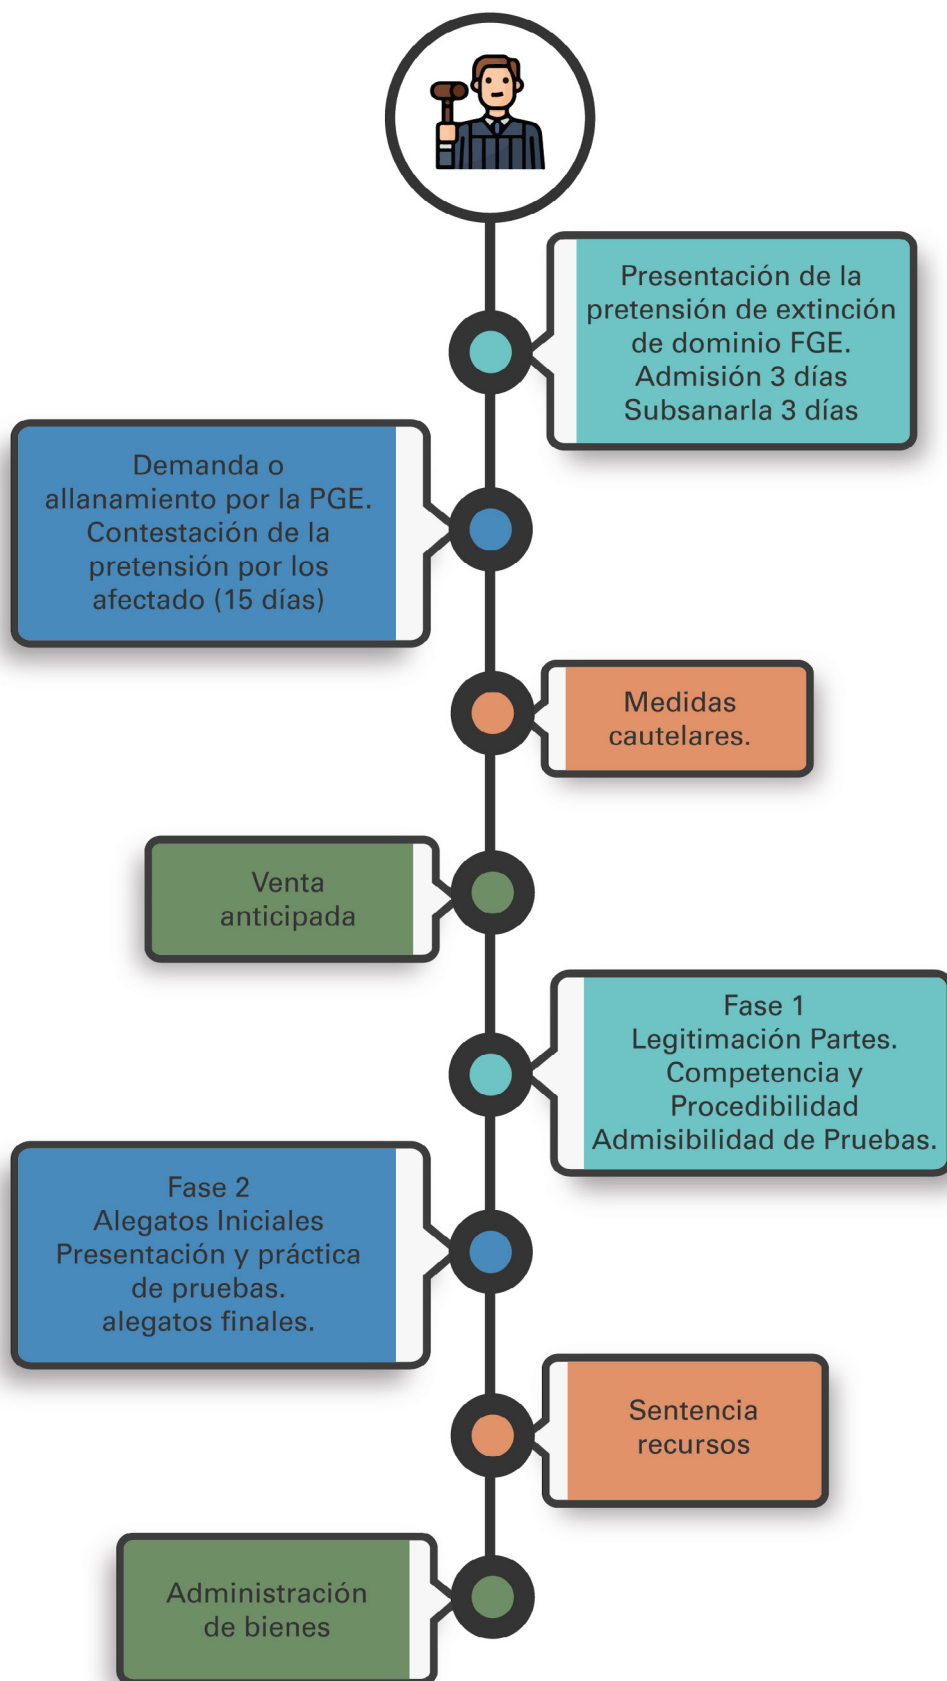 Presentación de la
pretensión de extinción
de dominio FGE.
Admisión 3 días
Subsanarla 3 días
Demanda o
allanamiento por la PGE.
Contestación de la
pretensión por los
afectado (15 días)
Medidas
cautelares.
Venta
anticipada
Fase 1
Legitimación Partes.
Competencia y
Procedibilidad
Admisibilidad de Pruebas.
Fase 2
Alegatos Iniciales
Presentación y práctica
de pruebas.
alegatos finales.
Sentencia
recursos
Administración
de bienes